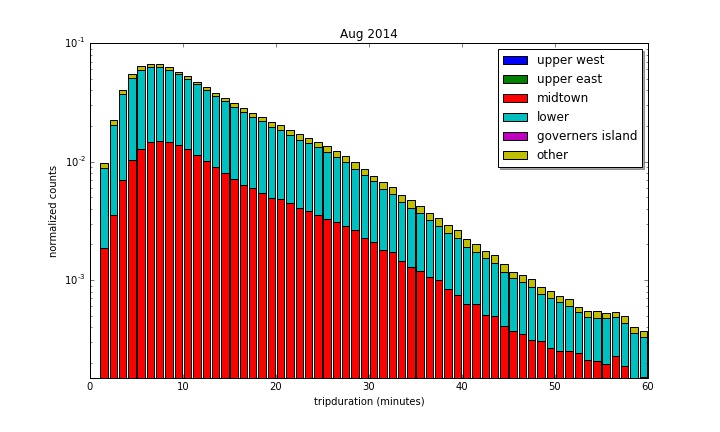 Aug 2014
normalized counts
10^-1
10^-2
10^-3
upper west
upper east
midtown
lower
governers island
other
0 10 20 30 40 50 60
tripduration (minutes)